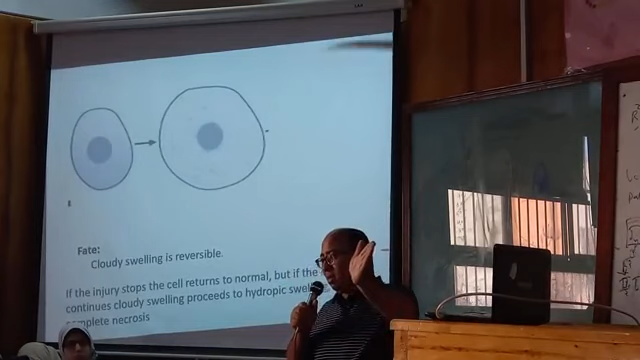 Fate:
Cloudy swelling is reversible.
If the injury stops the cell returns to normal, but if the
continues cloudy swelling proceeds to hydropic
complete necrosis